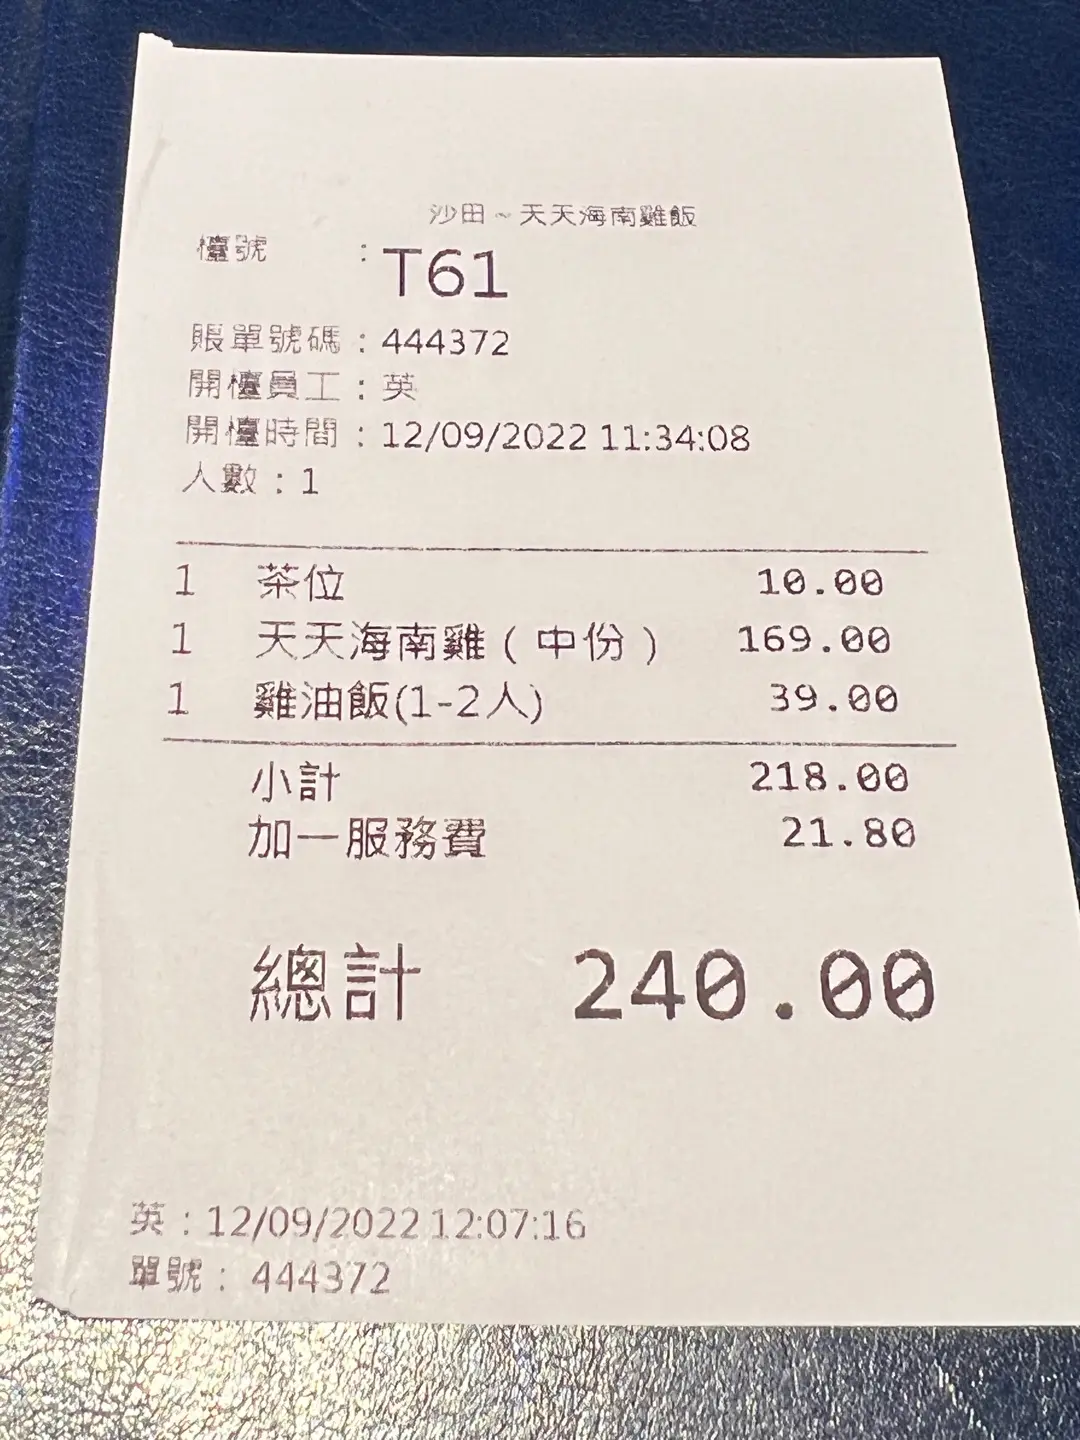 沙田~天天海南雞飯
檯號 : T61
賬單號碼 : 444372
開檯員工 : 英
開檯時間 : 12/09/2022 11:34:08
人數 : 1
1 茶位 10.00
1 天天海南雞 ( 中份 ) 169.00
1 雞油飯(1-2人) 39.00
小計 218.00
加一服務費 21.80
總計 240.00
英 : 12/09/2022 12:07:16
單號 : 444372